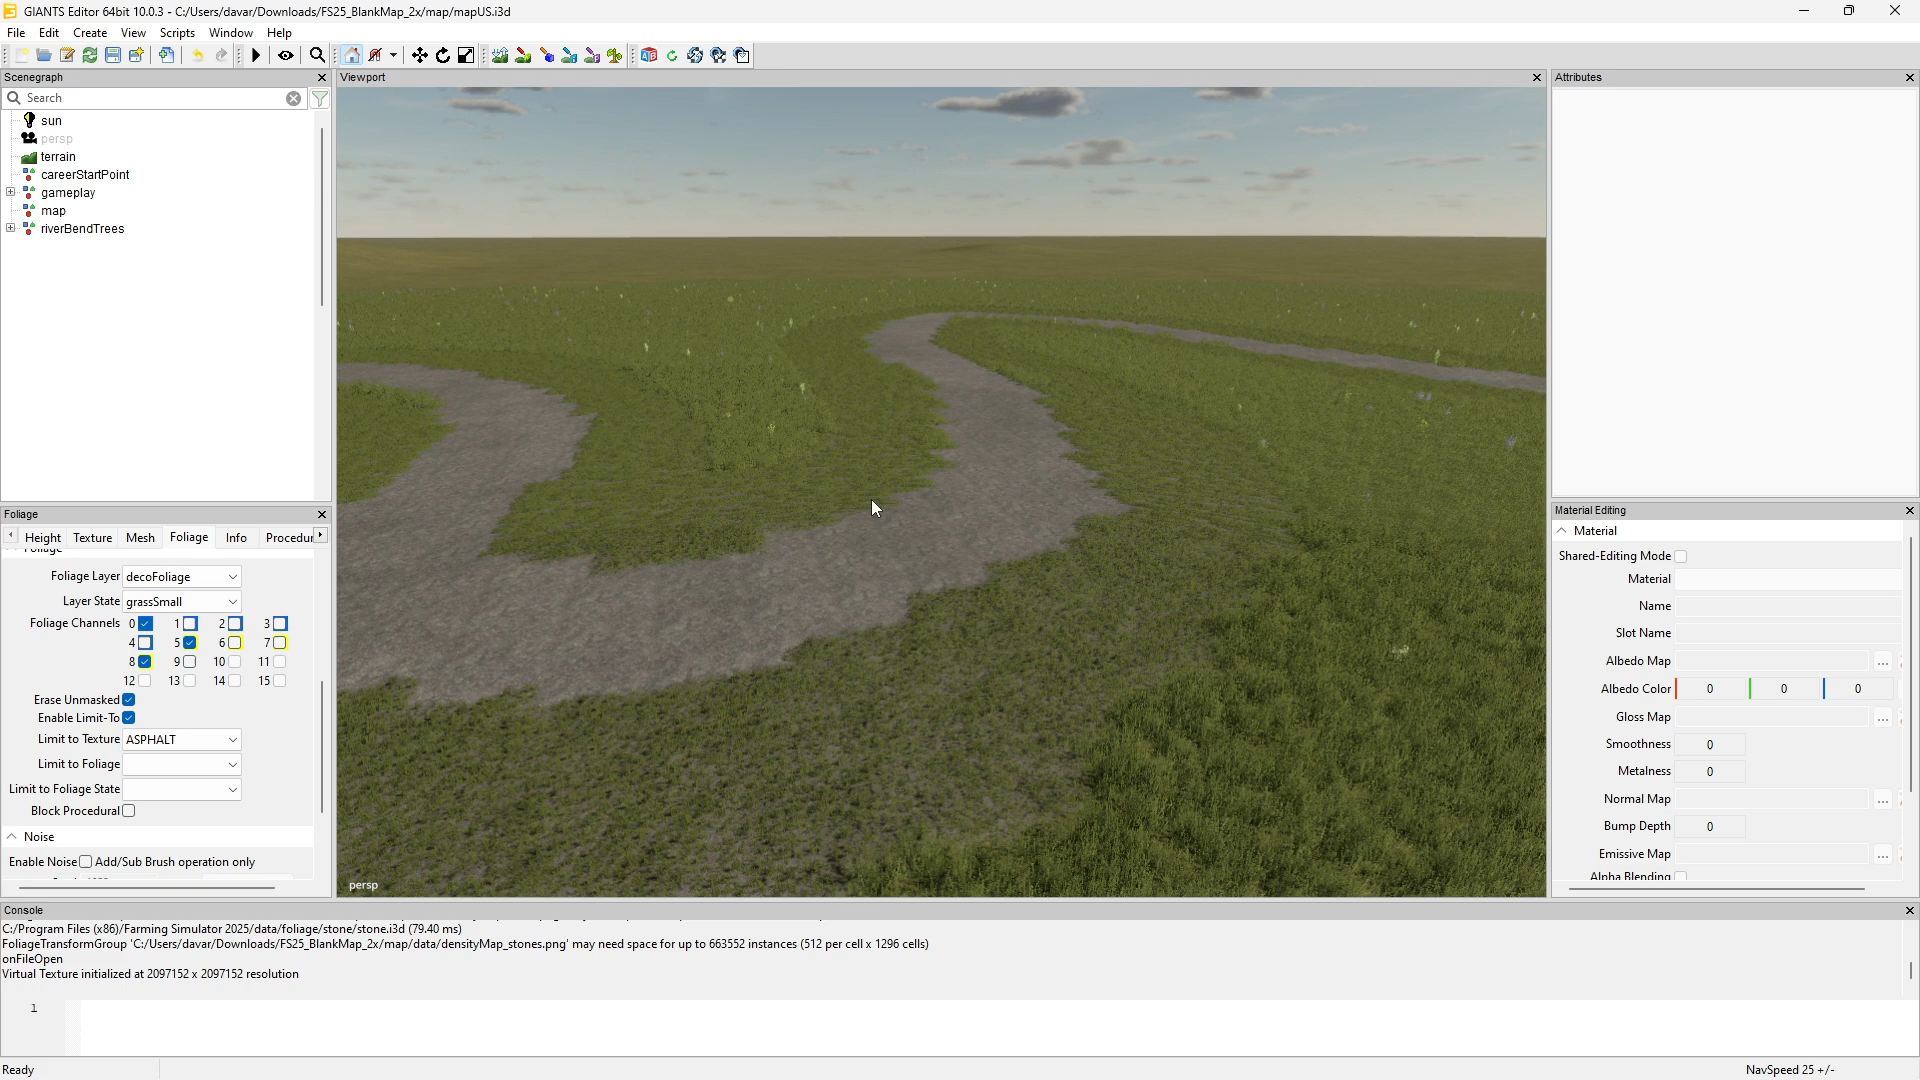 GIANTS Editor 64bit 10.0.3 - C:/Users/davar/Downloads/FS25_BlankMap_2x/map/mapUS.i3d
File Edit Create View Scripts Window Help
Scenegraph
Search
sun
persp
terrain
careerStartPoint
gameplay
map
riverBendTrees
Foliage
Height Texture Mesh Foliage Info Procedur
Foliage
Foliage Layer decoFoliage
Layer State grassSmall
Foliage Channels 0 1 2 3
4 5 6 7
8 9 10 11
12 13 14 15
Erase Unmasked
Enable Limit-To
Limit to Texture ASPHALT
Limit to Foliage
Limit to Foliage State
Block Procedural
Noise
Enable Noise Add/Sub Brush operation only
Viewport
persp
Attributes
Material Editing
Material
Shared-Editing Mode
Material
Name
Slot Name
Albedo Map ...
Albedo Color 0 0 0
Gloss Map ...
Smoothness 0
Metalness 0
Normal Map ...
Bump Depth 0
Emissive Map ...
Alpha Blending
Console
C:/Program Files (x86)/Farming Simulator 2025/data/foliage/stone/stone.i3d (79.40 ms)
FoliageTransformGroup 'C:/Users/davar/Downloads/FS25_BlankMap_2x/map/data/densityMap_stones.png' may need space for up to 663552 instances (512 per cell x 1296 cells)
onFileOpen
Virtual Texture initialized at 2097152 x 2097152 resolution
1
Ready
NavSpeed 25 +/-